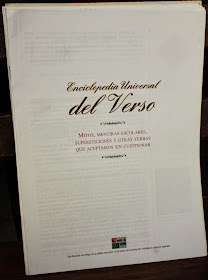 Enciclopedia Universal
del Verso
MITOS, MENTIRAS ESCOLARES,
SUPERSTICIONES Y OTRAS YERBAS
QUE ACEPTAMOS SIN CUESTIONAR